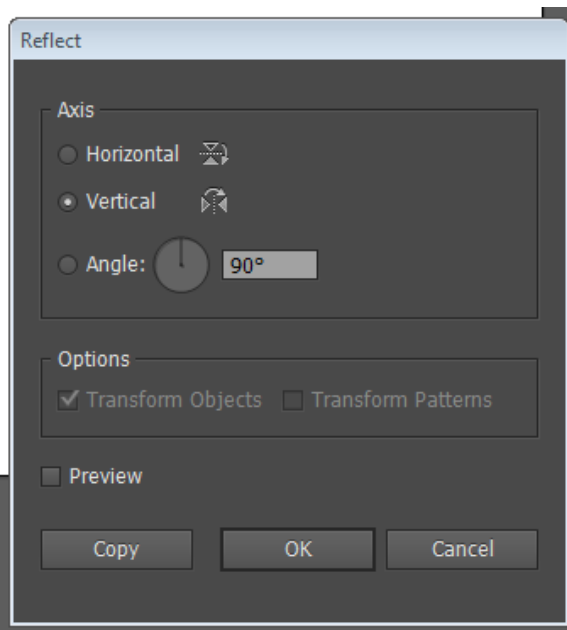 Reflect
Axis
Horizontal
Vertical
Angle: 90°
Options
Transform Objects Transform Patterns
Preview
Copy OK Cancel